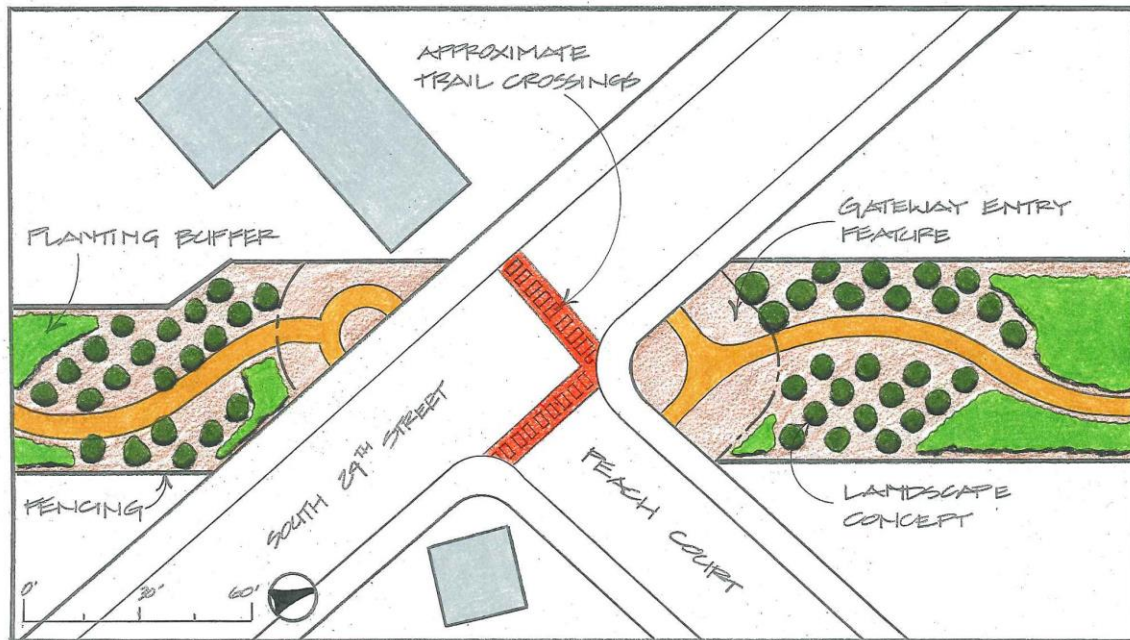 APPROXIMATE
TRAIL CROSSINGS
GATEWAY ENTRY
FEATURE
PLANTING BUFFER
SOUTH 29TH STREET
PEACH COURT
FENCING
LANDSCAPE
CONCEPT
0' 30' 60'